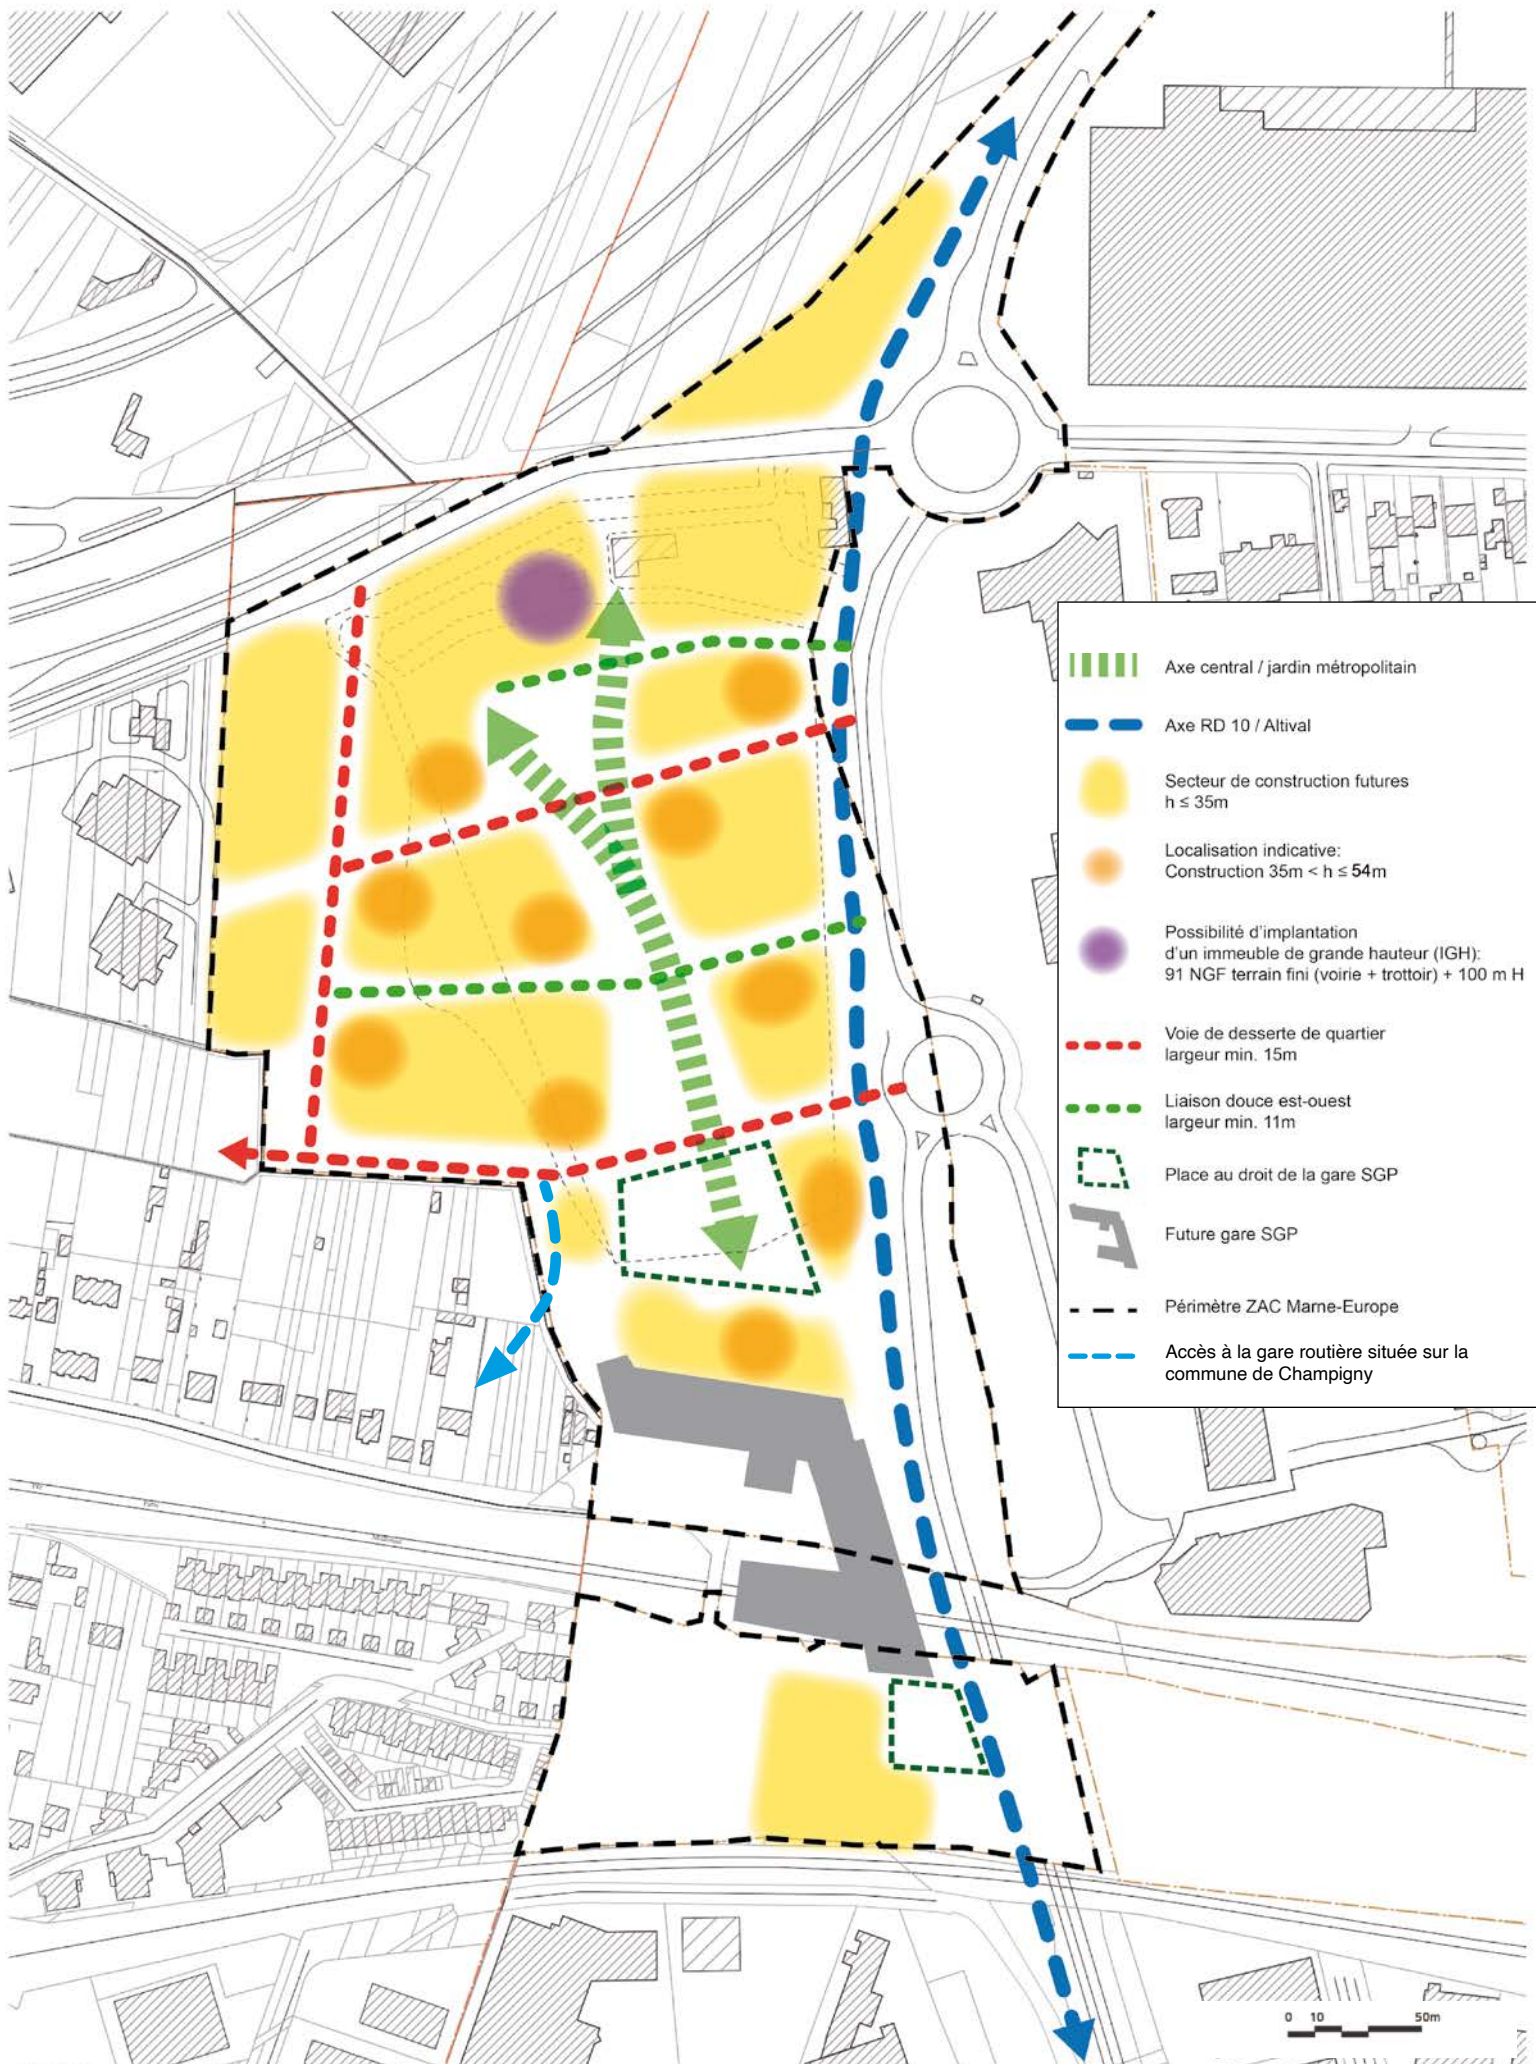 Axe central / jardin métropolitain
Axe RD 10 / Altival
Secteur de construction futures
h ≤ 35m
Localisation indicative:
Construction 35m < h ≤ 54m
Possibilité d'implantation
d'un immeuble de grande hauteur (IGH):
91 NGF terrain fini (voirie + trottoir) + 100 m H
Voie de desserte de quartier
largeur min. 15m
Liaison douce est-ouest
largeur min. 11m
Place au droit de la gare SGP
Future gare SGP
Périmètre ZAC Marne-Europe
Accès à la gare routière située sur la
commune de Champigny
0 10 50m